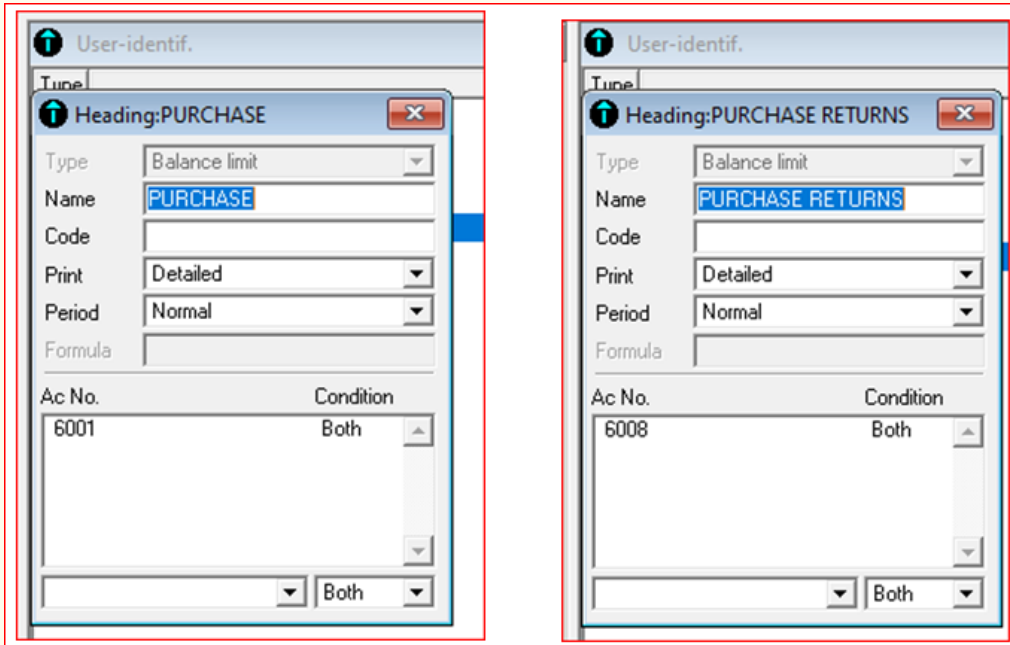 User-identif.
Type
Heading:PURCHASE
Type Balance limit
Name PURCHASE
Code
Print Detailed
Period Normal
Formula
Ac No. Condition
6001 Both
Both
User-identif.
Type
Heading:PURCHASE RETURNS
Type Balance limit
Name PURCHASE RETURNS
Code
Print Detailed
Period Normal
Formula
Ac No. Condition
6008 Both
Both